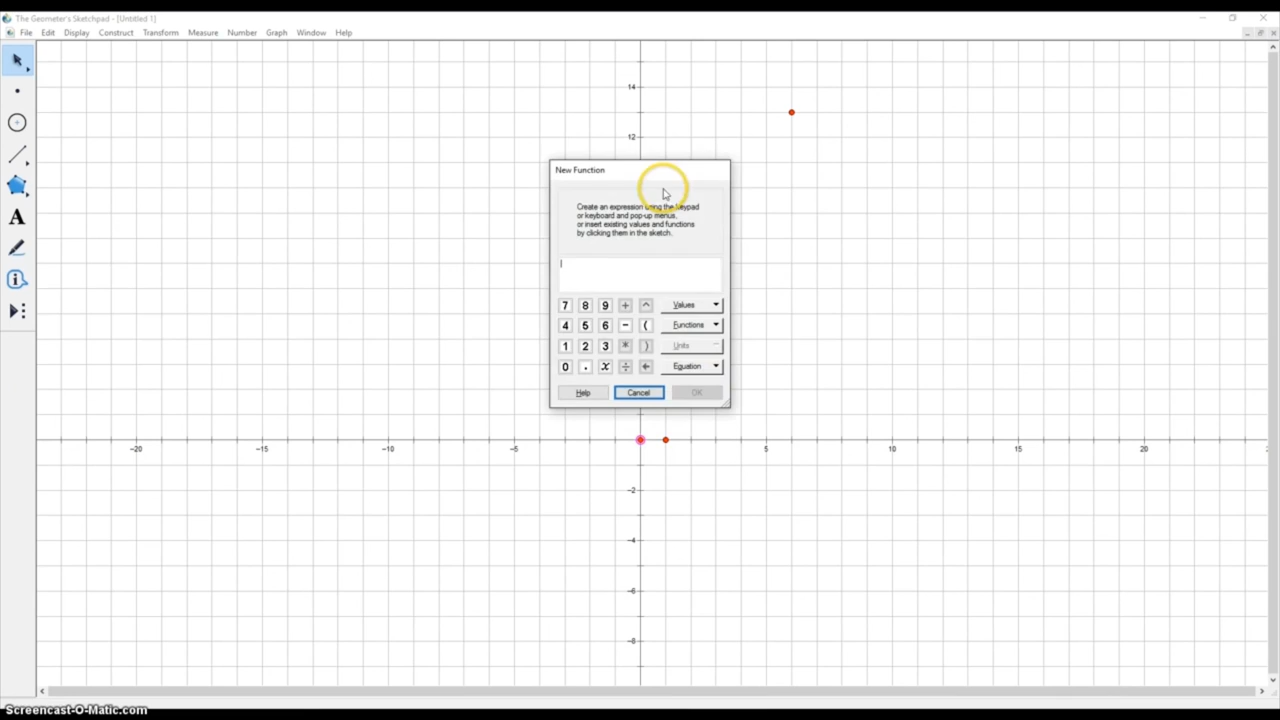 The Geometer's Sketchpad - [Untitled 1]
File Edit Display Construct Transform Measure Number Graph Window Help
A
14
12
New Function
Create an expression using the keypad
or keyboard and pop-up menus,
or insert existing values and functions
by clicking them in the sketch.
7 8 9 + ^ Values
4 5 6 − ( Functions
1 2 3 * ) Units
0 . x ÷ ← Equation
Help Cancel OK
−20 −15 −10 −5 5 10 15 20
−2
−4
−6
−8
Screencast-O-Matic.com